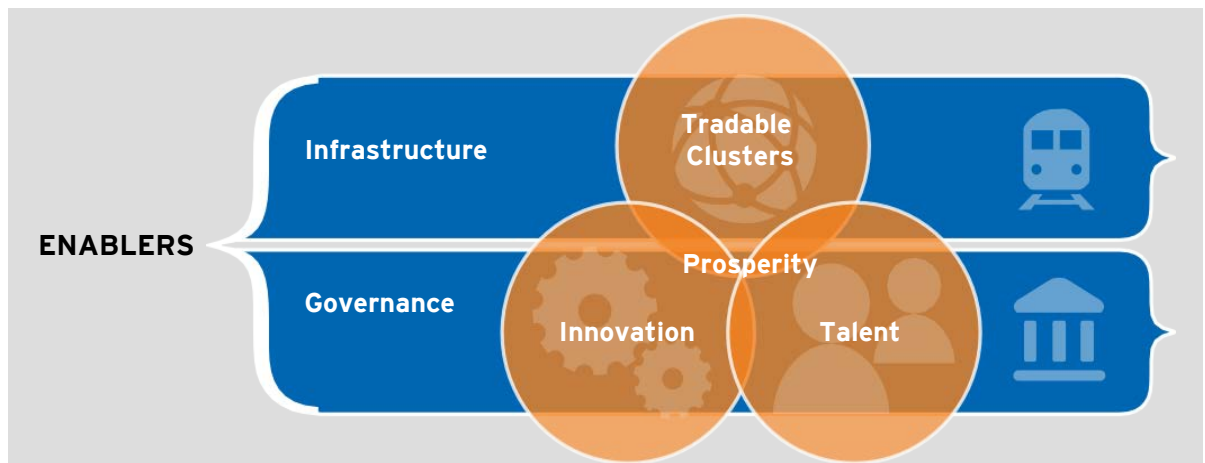 Tradable
Clusters
Infrastructure
ENABLERS
Prosperity
Governance
Innovation
Talent